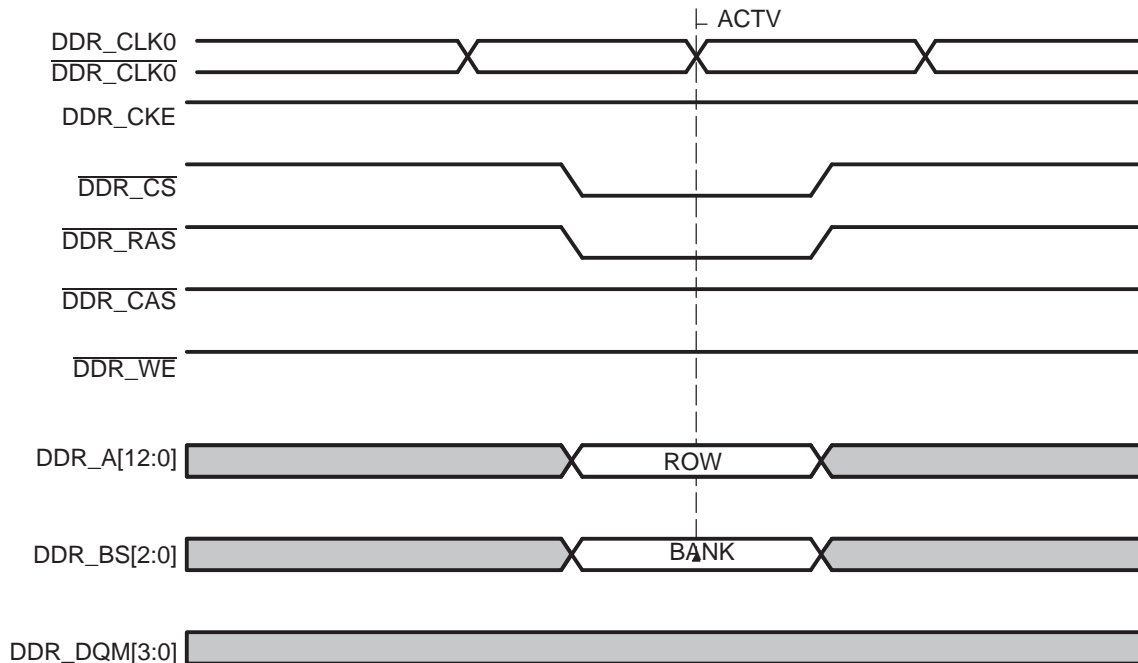 ACTV
DDR_CLK0
DDR_CLK0
DDR_CKE
DDR_CS
DDR_RAS
DDR_CAS
DDR_WE
DDR_A[12:0]
ROW
DDR_BS[2:0]
BANK
DDR_DQM[3:0]